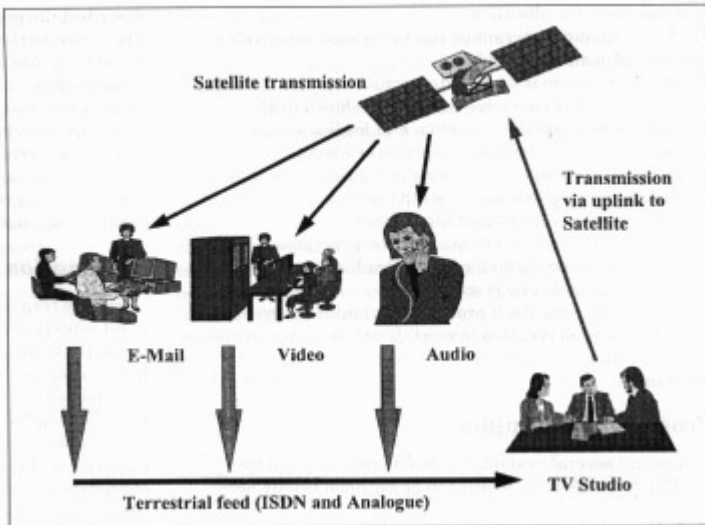 Satellite transmission
Transmission
via uplink to
Satellite
E-Mail
Video
Audio
TV Studio
Terrestrial feed (ISDN and Analogue)